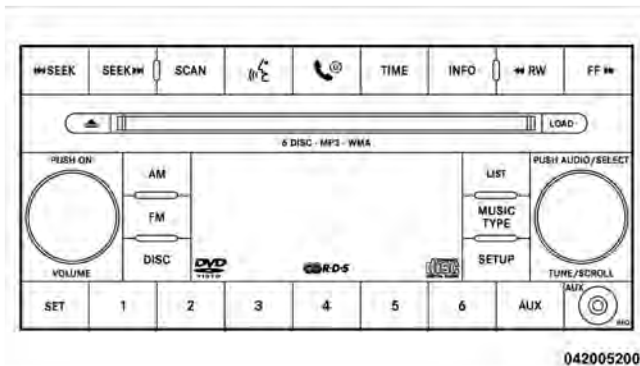 SEEK SEEK SCAN TIME INFO RW FF
LOAD
6 DISC - MP3 - WMA
PUSH ON PUSH AUDIO/SELECT
AM LIST
FM MUSIC
TYPE
DISC SETUP
DVD
VIDEO
R·D·S
disc
VOLUME TUNE/SCROLL
SET 1 2 3 4 5 6 AUX
AUX
042005200